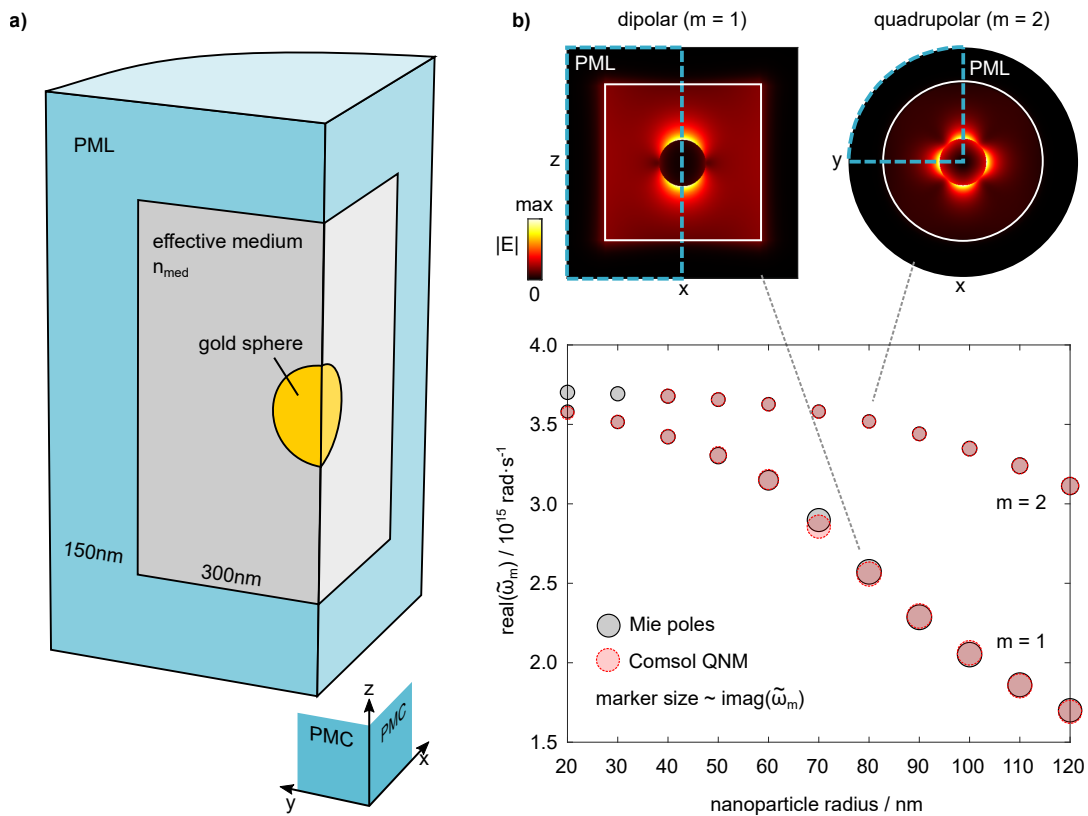 a)
PML
effective medium
n_med
gold sphere
150nm
300nm
z
PMC
PMC
x
y
b)
dipolar (m = 1)
quadrupolar (m = 2)
PML
PML
z
y
max
|E|
0
x
x
4.0
3.5
3.0
2.5
2.0
1.5
real(ω̃_m) / 10^15 rad·s^-1
m = 2
m = 1
Mie poles
Comsol QNM
marker size ~ imag(ω̃_m)
20 30 40 50 60 70 80 90 100 110 120
nanoparticle radius / nm